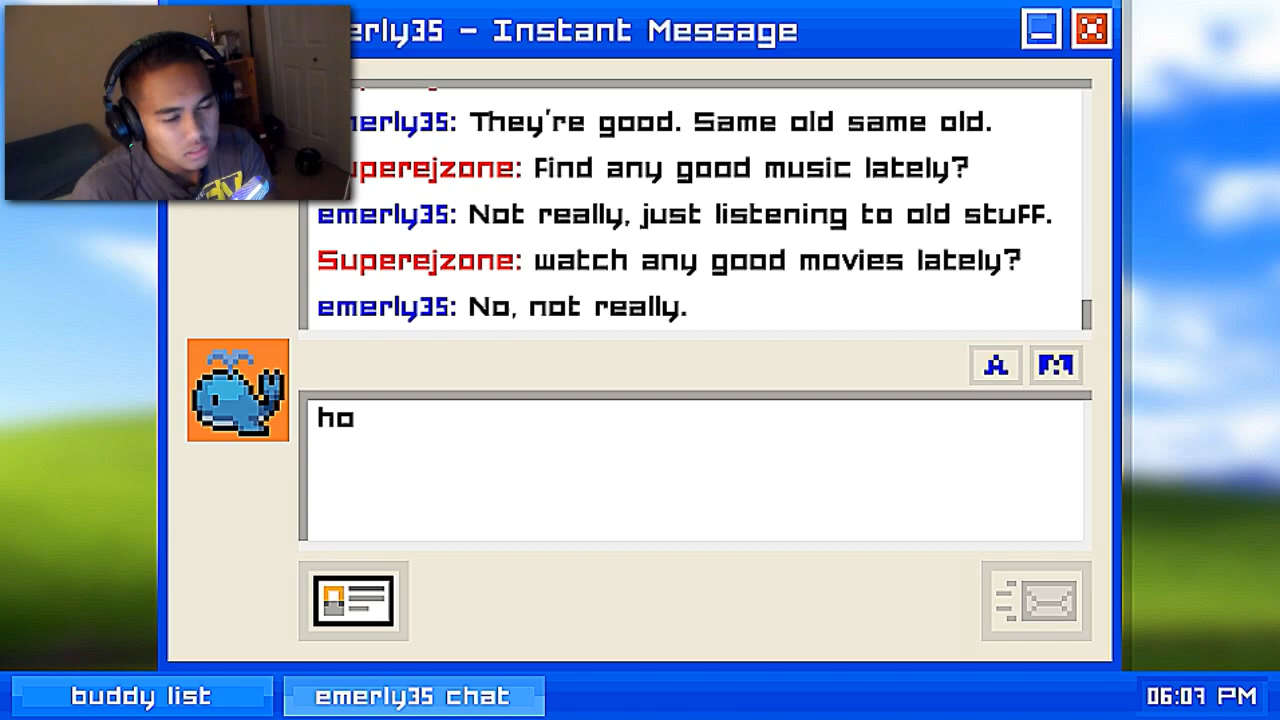 erly35 - Instant Message
merly35: They're good. Same old same old.
uperejzone: Find any good music lately?
emerly35: Not really, just listening to old stuff.
Superejzone: watch any good movies lately?
emerly35: No, not really.
A M
ho
buddy list
emerly35 chat
06:07 PM